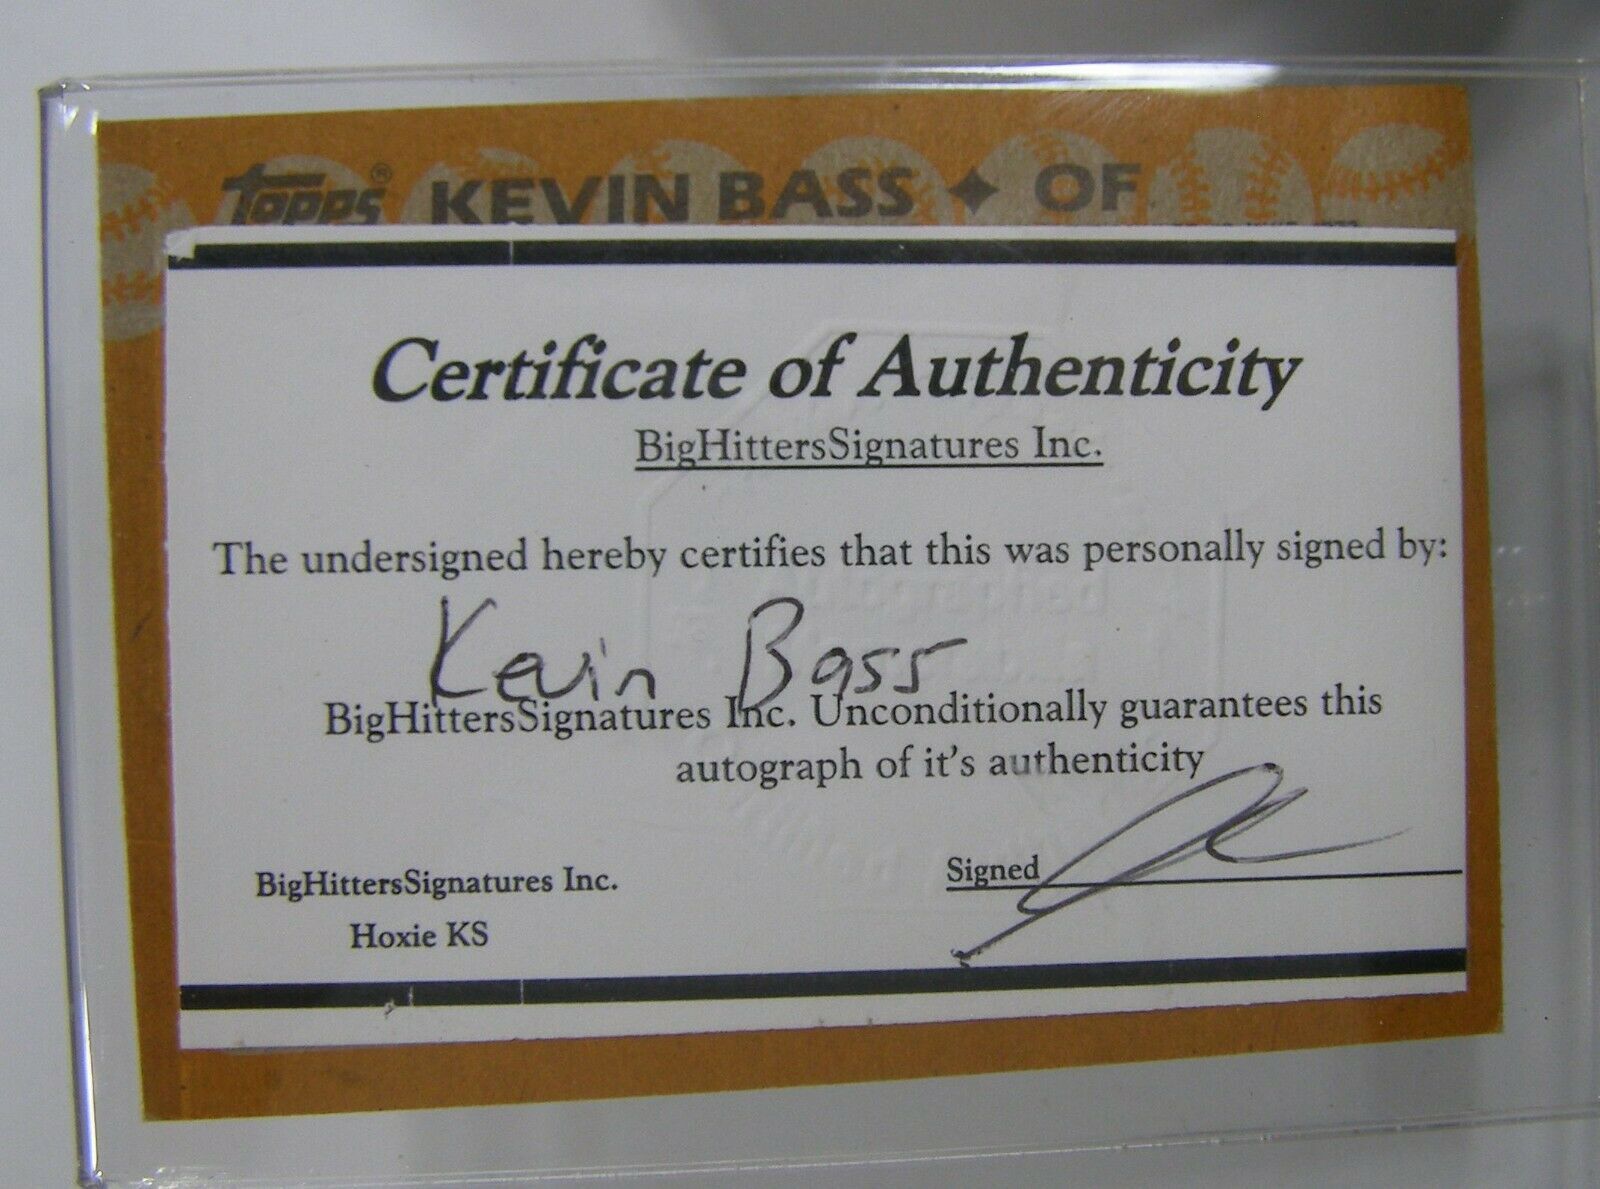 Topps® KEVIN BASS ✦ OF
Certificate of Authenticity
BigHittersSignatures Inc.
The undersigned hereby certifies that this was personally signed by:
Kevin Bass
BigHittersSignatures Inc. Unconditionally guarantees this
autograph of it's authenticity
Signed
BigHittersSignatures Inc.
Hoxie KS